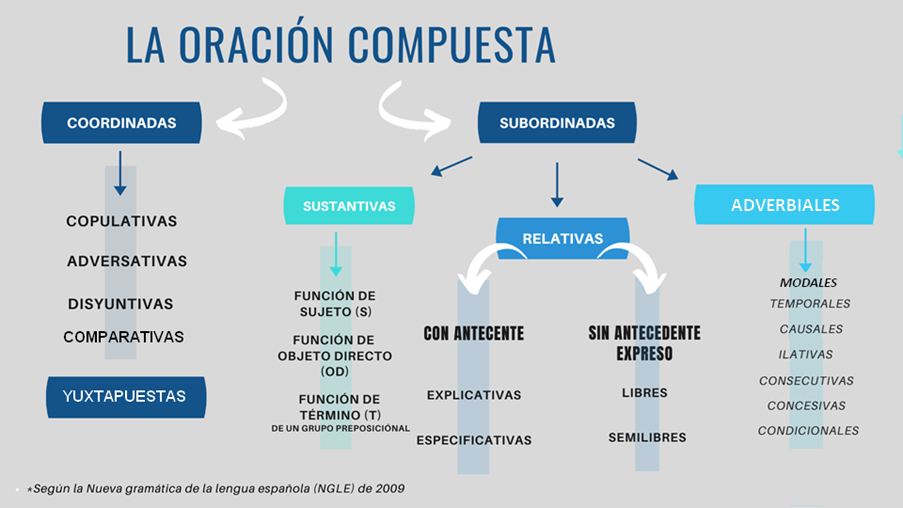 LA ORACIÓN COMPUESTA
COORDINADAS
COPULATIVAS
ADVERSATIVAS
DISYUNTIVAS
COMPARATIVAS
YUXTAPUESTAS
SUBORDINADAS
SUSTANTIVAS
FUNCIÓN DE
SUJETO (S)
FUNCIÓN DE
OBJETO DIRECTO
(OD)
FUNCIÓN DE
TÉRMINO (T)
DE UN GRUPO PREPOSICIÓNAL
RELATIVAS
CON ANTECENTE
EXPLICATIVAS
ESPECIFICATIVAS
SIN ANTECEDENTE
EXPRESO
LIBRES
SEMILIBRES
ADVERBIALES
MODALES
TEMPORALES
CAUSALES
ILATIVAS
CONSECUTIVAS
CONCESIVAS
CONDICIONALES
*Según la Nueva gramática de la lengua española (NGLE) de 2009